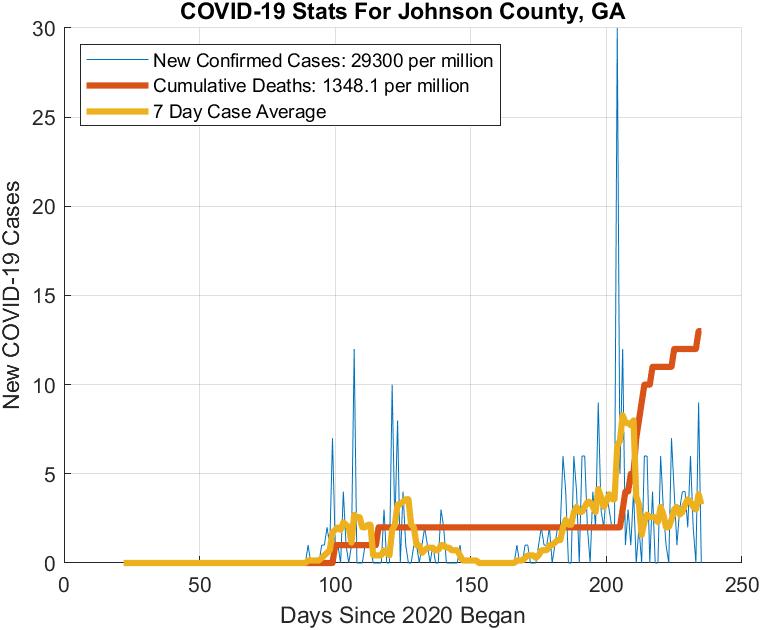 COVID-19 Stats For Johnson County, GA
New Confirmed Cases: 29300 per million
Cumulative Deaths: 1348.1 per million
7 Day Case Average
New COVID-19 Cases
30
25
20
15
10
5
0
0 50 100 150 200 250
Days Since 2020 Began